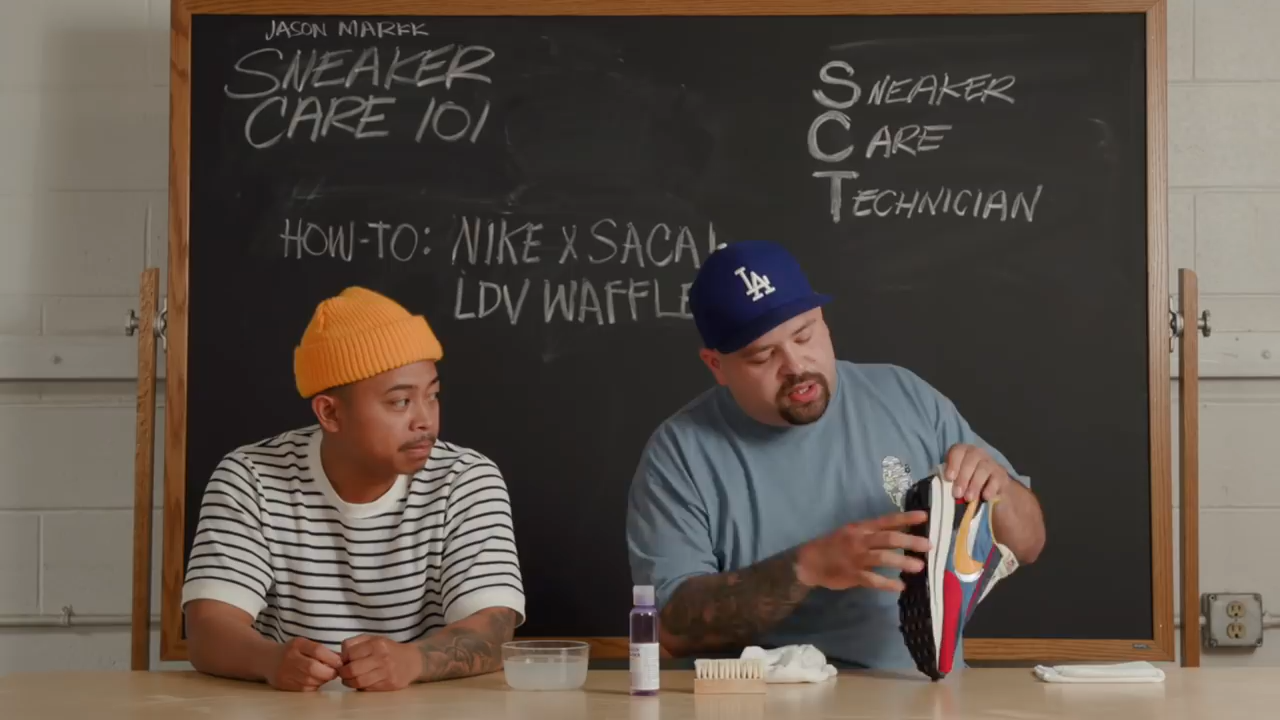 JASON MARKK
SNEAKER
CARE 101
HOW-TO: NIKE X SACAI
LDV WAFFLE
SNEAKER
CARE
TECHNICIAN
LA